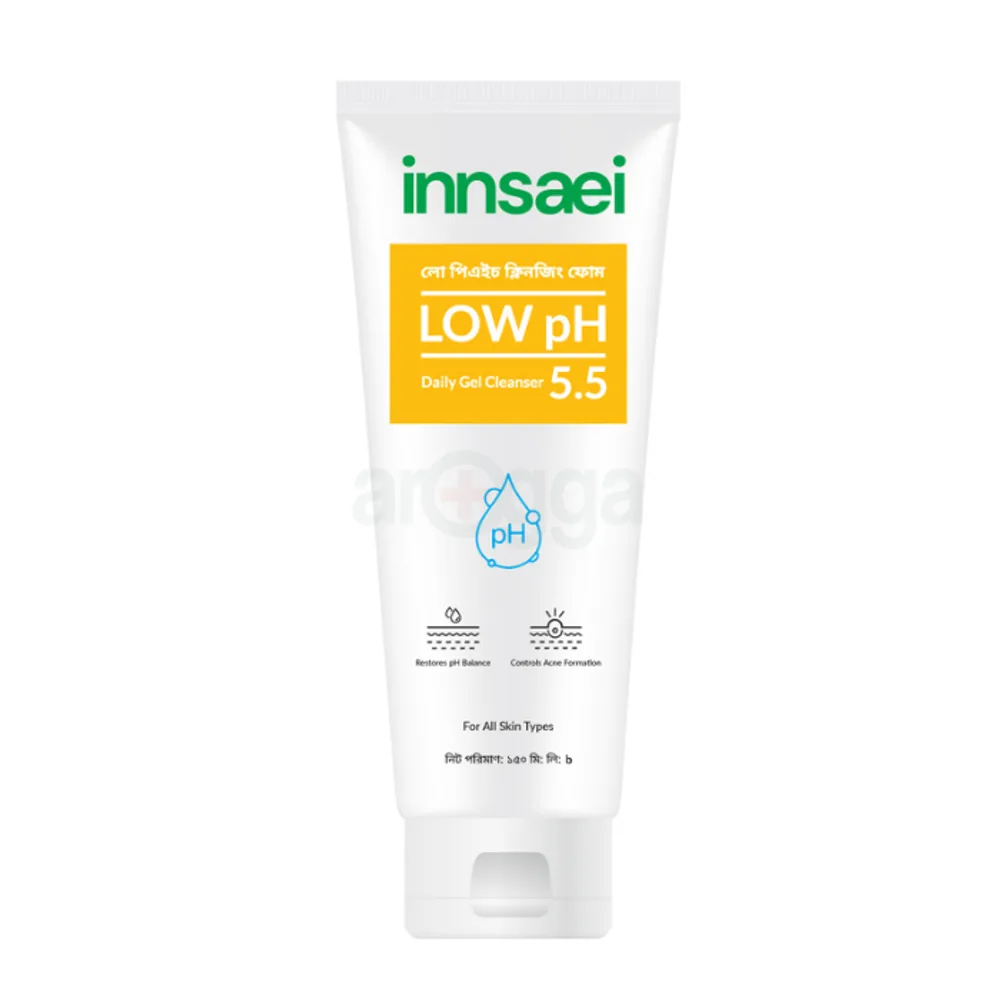 innsaei
লো পিএইচ ক্লিনজিং ফোম
LOW pH
Daily Gel Cleanser 5.5
arogga
pH
Restores pH Balance
Controls Acne Formation
For All Skin Types
নিট পরিমাণ: ১৫০ মি: লি: ৳